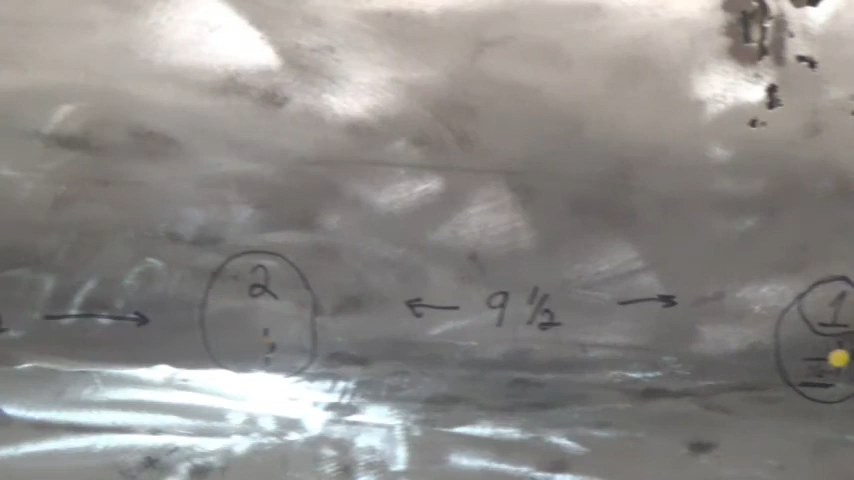 → 2 ← 9 1/2 → 1